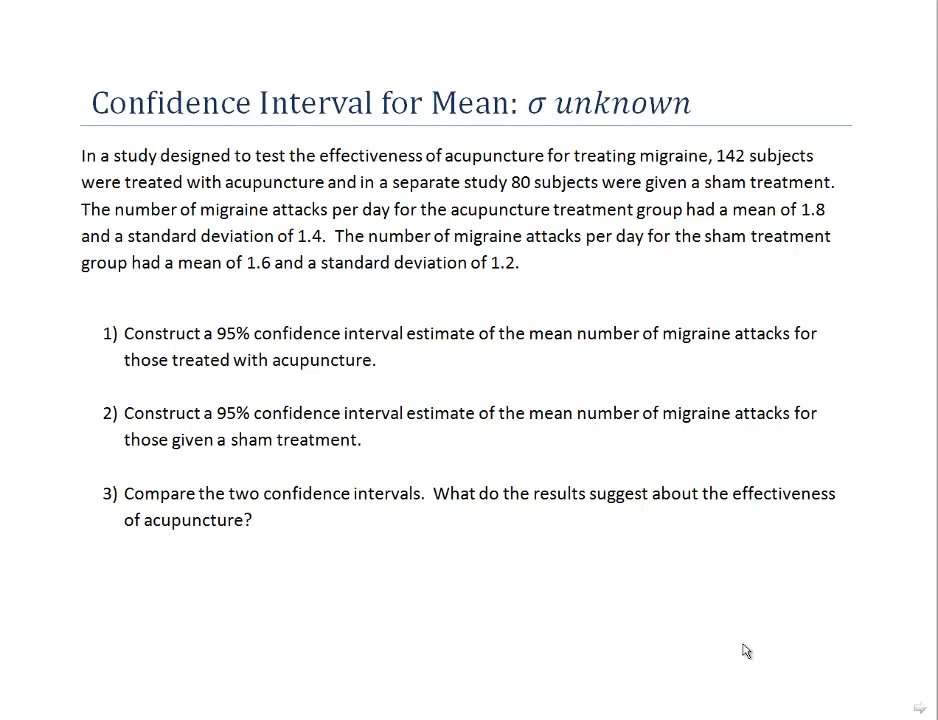 Confidence Interval for Mean: σ unknown
In a study designed to test the effectiveness of acupuncture for treating migraine, 142 subjects
were treated with acupuncture and in a separate study 80 subjects were given a sham treatment.
The number of migraine attacks per day for the acupuncture treatment group had a mean of 1.8
and a standard deviation of 1.4.  The number of migraine attacks per day for the sham treatment
group had a mean of 1.6 and a standard deviation of 1.2.
1) Construct a 95% confidence interval estimate of the mean number of migraine attacks for
those treated with acupuncture.
2) Construct a 95% confidence interval estimate of the mean number of migraine attacks for
those given a sham treatment.
3) Compare the two confidence intervals.  What do the results suggest about the effectiveness
of acupuncture?